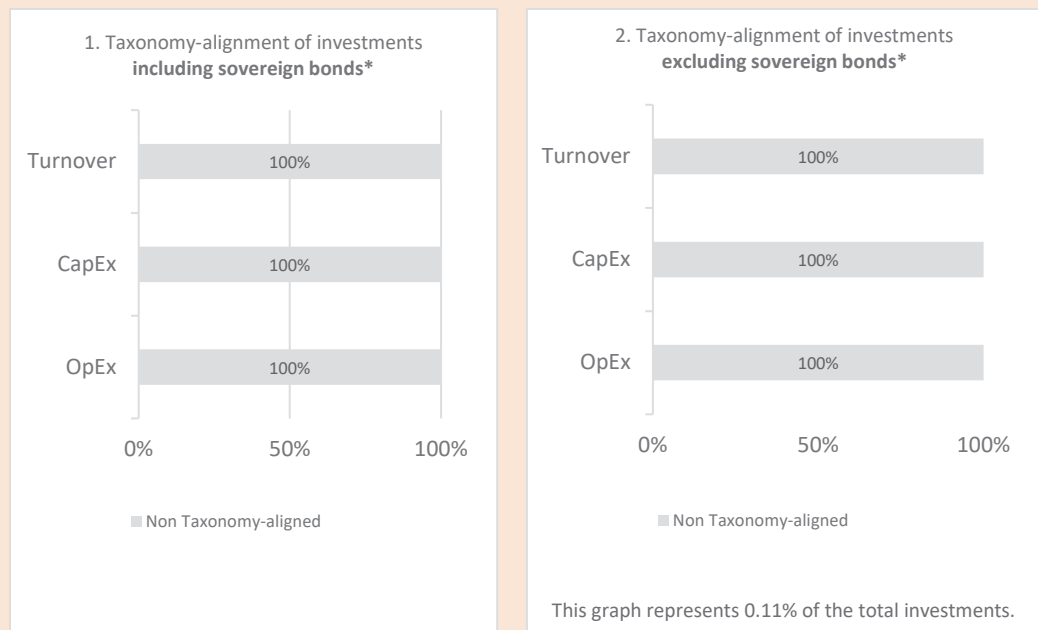 1. Taxonomy-alignment of investments
including sovereign bonds*
Turnover
100%
CapEx
100%
OpEx
100%
0%
50%
100%
Non Taxonomy-aligned
2. Taxonomy-alignment of investments
excluding sovereign bonds*
Turnover
100%
CapEx
100%
OpEx
100%
0%
50%
100%
Non Taxonomy-aligned
This graph represents 0.11% of the total investments.